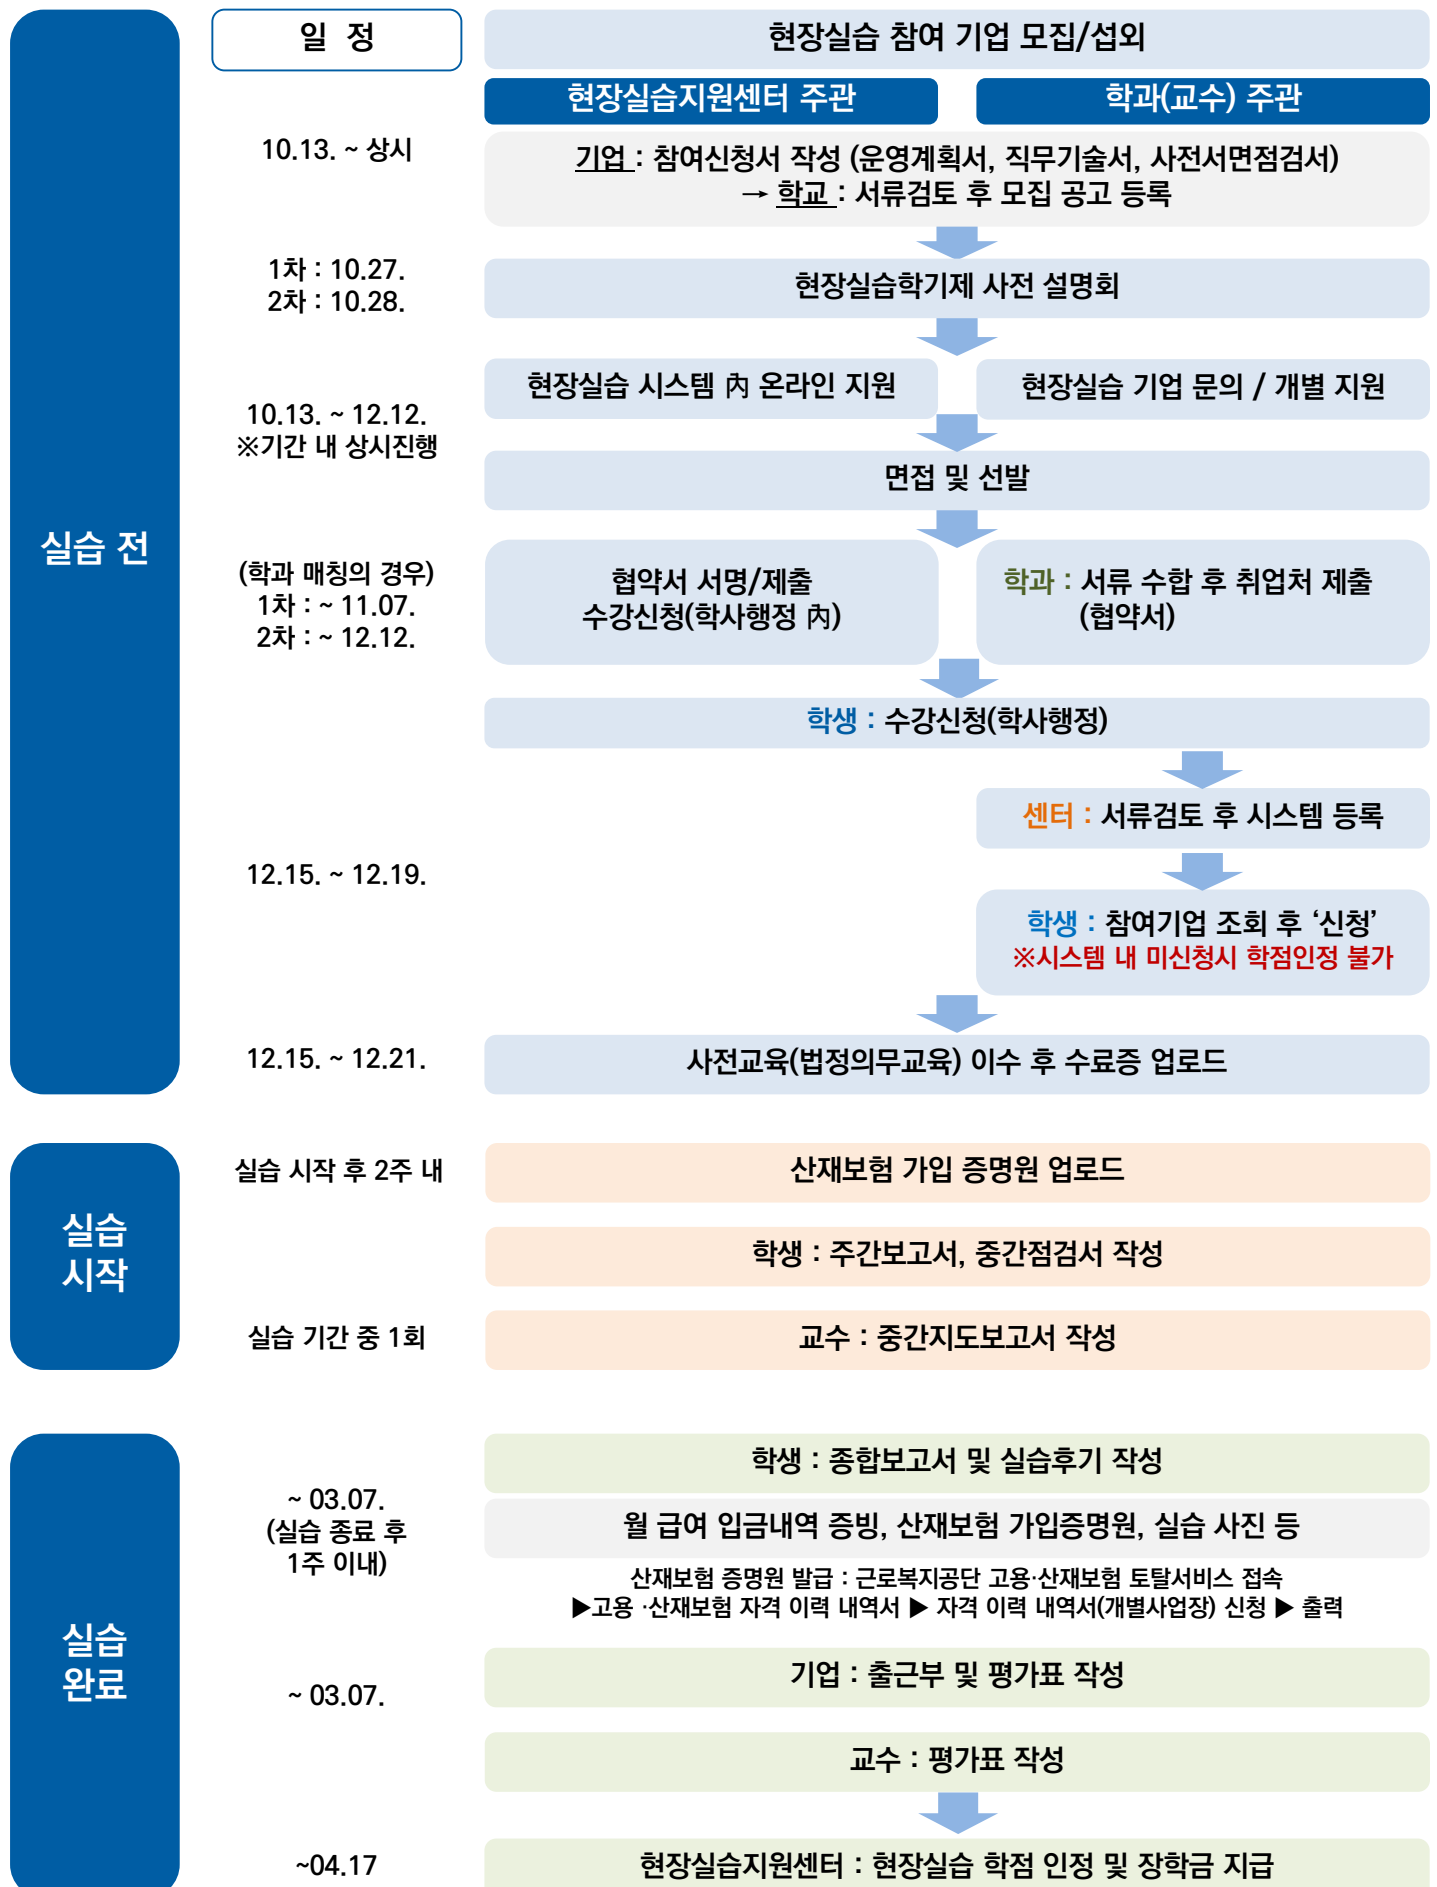 실습 전
일 정
현장실습 참여 기업 모집/섭외
현장실습지원센터 주관
학과(교수) 주관
10.13. ~ 상시
기업 : 참여신청서 작성 (운영계획서, 직무기술서, 사전서면점검서)
→ 학교 : 서류검토 후 모집 공고 등록
1차 : 10.27.
2차 : 10.28.
현장실습학기제 사전 설명회
현장실습 시스템 內 온라인 지원
현장실습 기업 문의 / 개별 지원
10.13. ~ 12.12.
※기간 내 상시진행
면접 및 선발
(학과 매칭의 경우)
1차 : ~ 11.07.
2차 : ~ 12.12.
협약서 서명/제출
수강신청(학사행정 內)
학과 : 서류 수합 후 취업처 제출
(협약서)
학생 : 수강신청(학사행정)
센터 : 서류검토 후 시스템 등록
12.15. ~ 12.19.
학생 : 참여기업 조회 후 ‘신청’
※시스템 내 미신청시 학점인정 불가
12.15. ~ 12.21.
사전교육(법정의무교육) 이수 후 수료증 업로드
실습
시작
실습 시작 후 2주 내
산재보험 가입 증명원 업로드
학생 : 주간보고서, 중간점검서 작성
실습 기간 중 1회
교수 : 중간지도보고서 작성
실습
완료
학생 : 종합보고서 및 실습후기 작성
~ 03.07.
(실습 종료 후
1주 이내)
월 급여 입금내역 증빙, 산재보험 가입증명원, 실습 사진 등
산재보험 증명원 발급 : 근로복지공단 고용·산재보험 토탈서비스 접속
▶고용 ·산재보험 자격 이력 내역서 ▶ 자격 이력 내역서(개별사업장) 신청 ▶ 출력
~ 03.07.
기업 : 출근부 및 평가표 작성
교수 : 평가표 작성
~04.17
현장실습지원센터 : 현장실습 학점 인정 및 장학금 지급